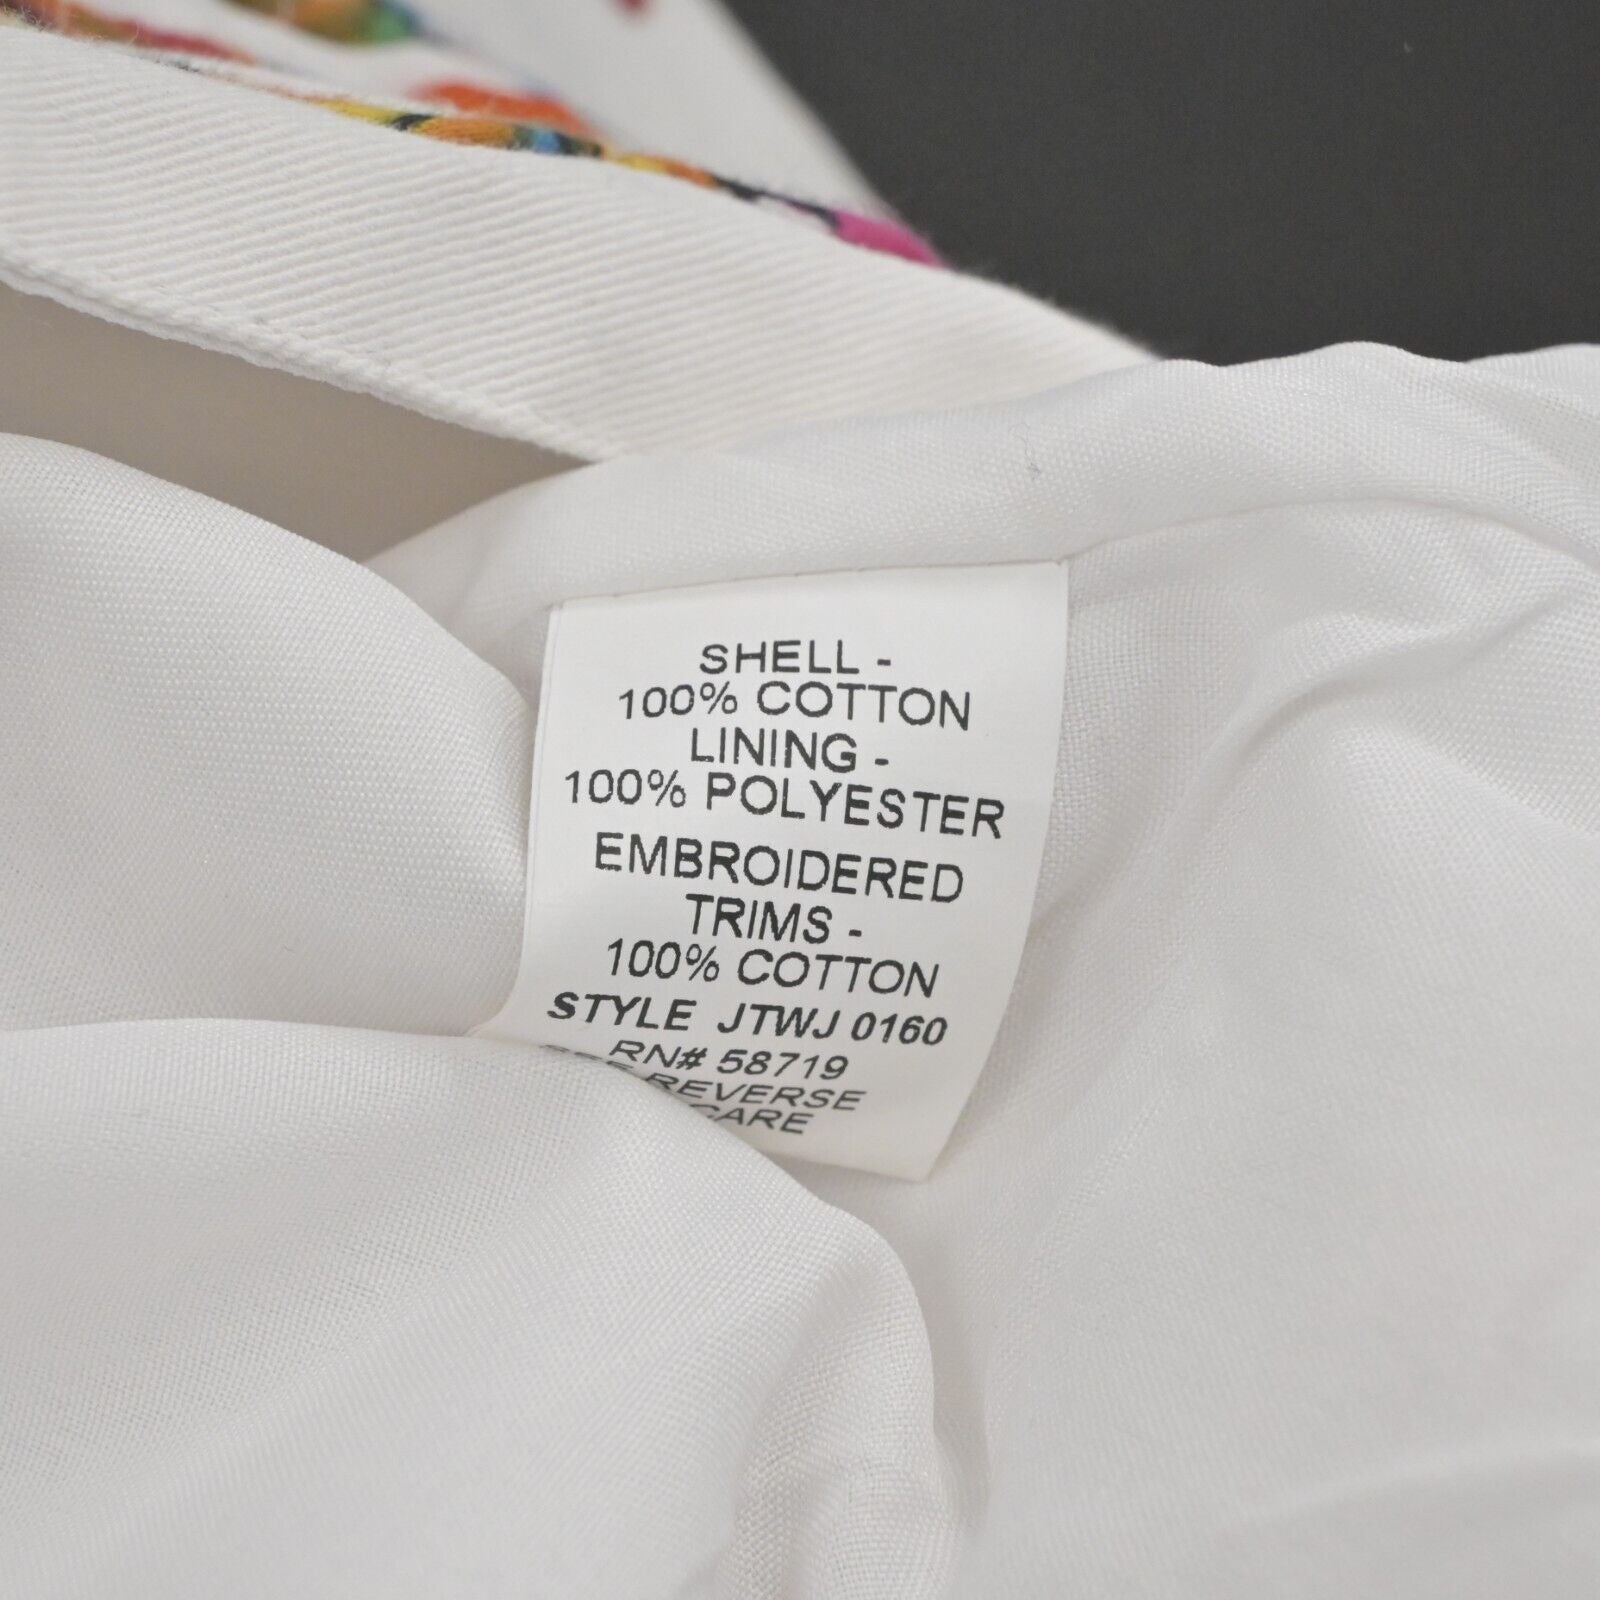 SHELL -
100% COTTON
LINING -
100% POLYESTER
EMBROIDERED
TRIMS -
100% COTTON
STYLE JTWJ 0160
RN# 58719
REVERSE
CARE